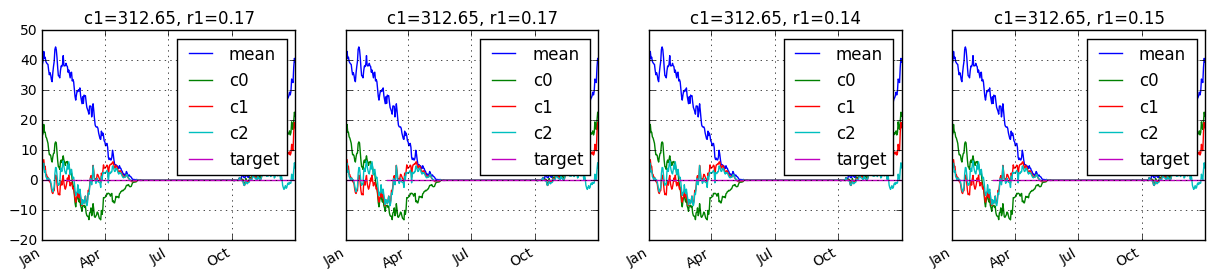 c1=312.65, r1=0.17
50
40
30
20
10
0
−10
−20
Jan
Apr
Jul
Oct
mean
c0
c1
c2
target
c1=312.65, r1=0.17
Jan
Apr
Jul
Oct
mean
c0
c1
c2
target
c1=312.65, r1=0.14
Jan
Apr
Jul
Oct
mean
c0
c1
c2
target
c1=312.65, r1=0.15
Jan
Apr
Jul
Oct
mean
c0
c1
c2
target